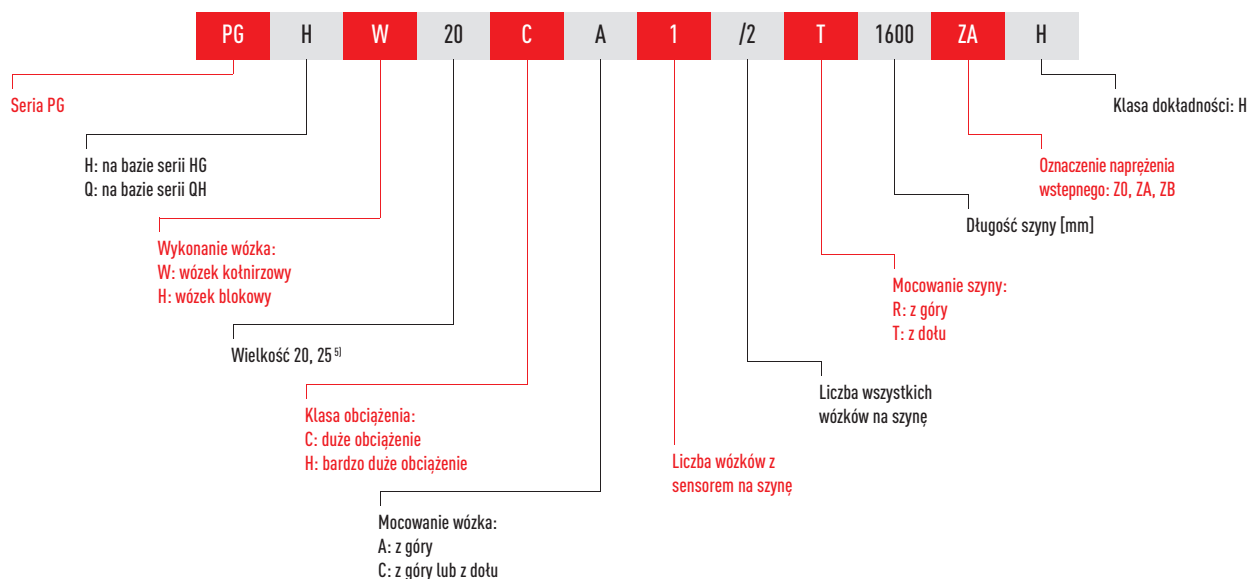 PG H W 20 C A 1 /2 T 1600 ZA H
Seria PG
Klasa dokładności: H
H: na bazie serii HG
Q: na bazie serii QH
Oznaczenie naprężenia
wstepnego: Z0, ZA, ZB
Długość szyny [mm]
Wykonanie wózka:
W: wózek kołnirzowy
H: wózek blokowy
Mocowanie szyny:
R: z góry
T: z dołu
Wielkość 20, 25 5)
Liczba wszystkich
wózków na szynę
Klasa obciążenia:
C: duże obciążenie
H: bardzo duże obciążenie
Liczba wózków z
sensorem na szynę
Mocowanie wózka:
A: z góry
C: z góry lub z dołu